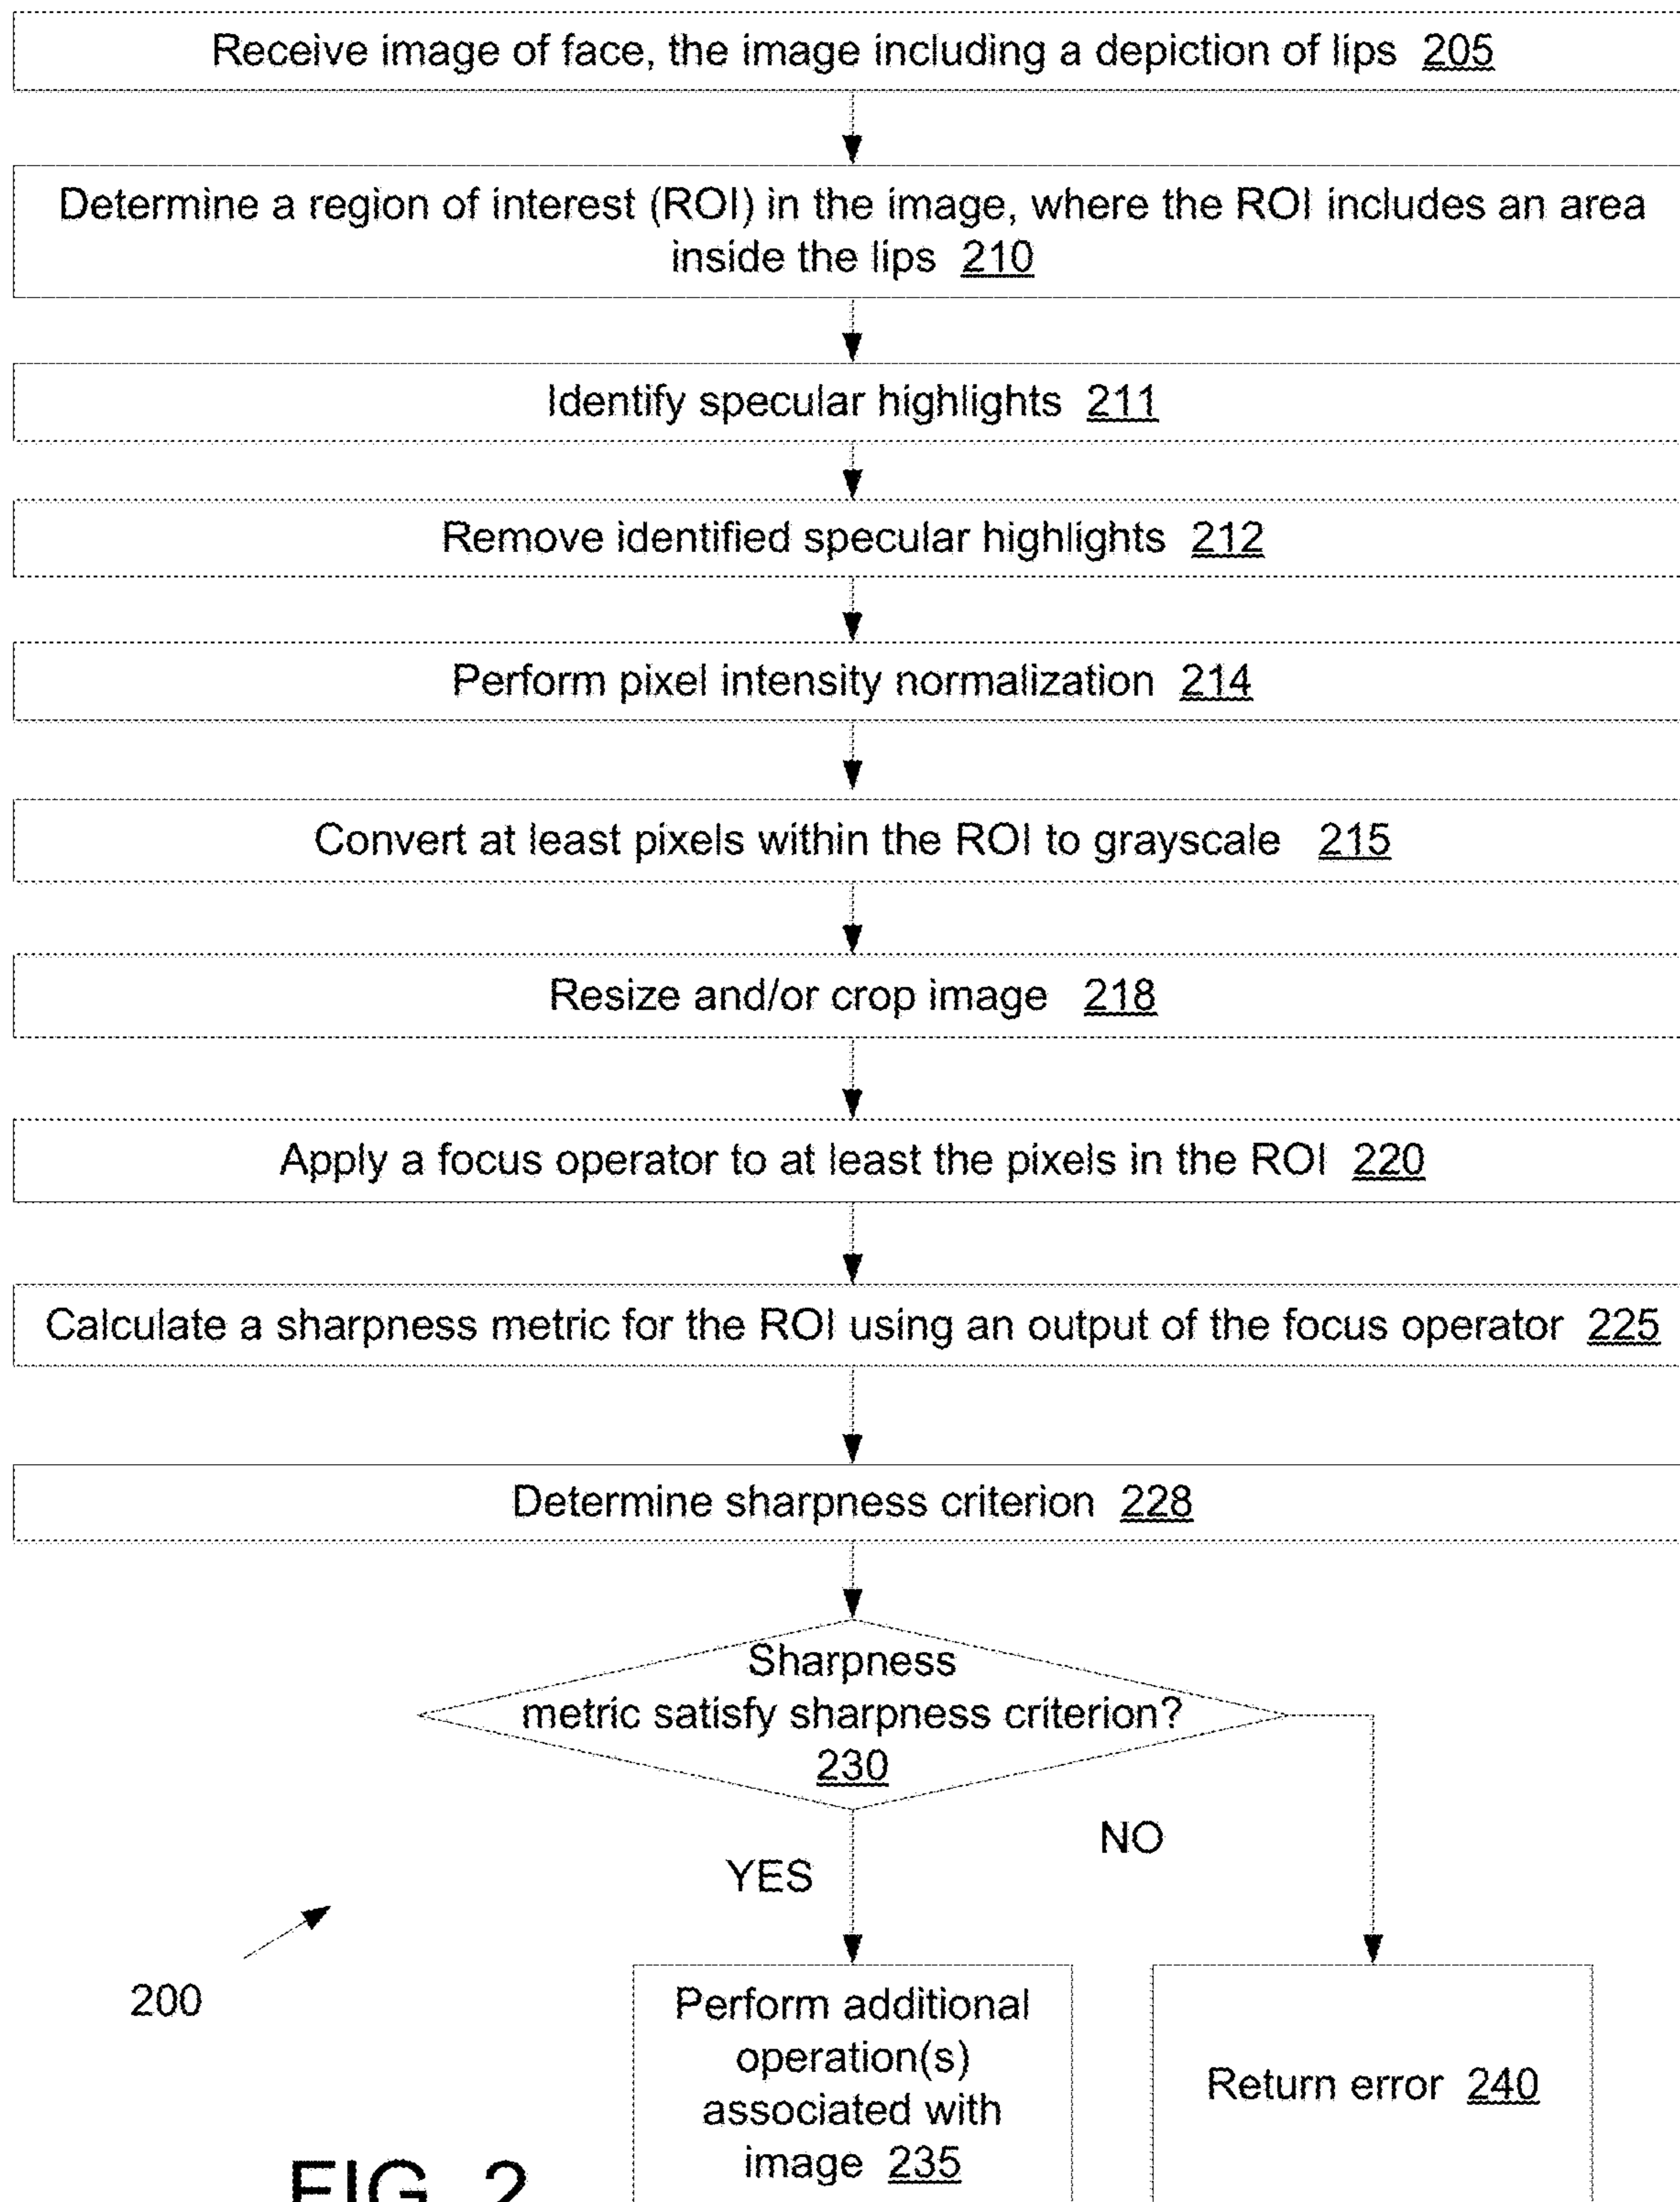 Receive image of face, the image including a depiction of lips 205
Determine a region of interest (ROI) in the image, where the ROI includes an area
inside the lips 210
Identify specular highlights 211
Remove identified specular highlights 212
Perform pixel intensity normalization 214
Convert at least pixels within the ROI to grayscale 215
Resize and/or crop image 218
Apply a focus operator to at least the pixels in the ROI 220
Calculate a sharpness metric for the ROI using an output of the focus operator 225
Determine sharpness criterion 228
Sharpness
metric satisfy sharpness criterion?
230
NO
YES
200
Perform additional
operation(s)
associated with
image 235
Return error 240
FIG. 2